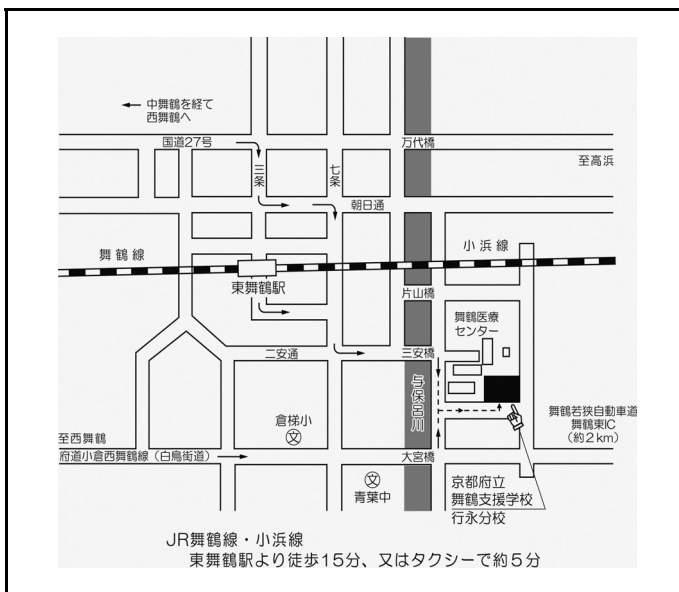 中舞鶴を経て
西舞鶴へ
国道27号
万代橋
至高浜
三条
七条
朝日通
舞鶴線
小浜線
東舞鶴駅
片山橋
舞鶴医療
センター
二安通
三安橋
与保呂川
倉梯小
文
舞鶴若狭自動車道
舞鶴東IC
(約2km)
至西舞鶴
府道小倉西舞鶴線(白鳥街道)
大宮橋
文
青葉中
京都府立
舞鶴支援学校
行永分校
JR舞鶴線・小浜線
東舞鶴駅より徒歩15分、又はタクシーで約5分